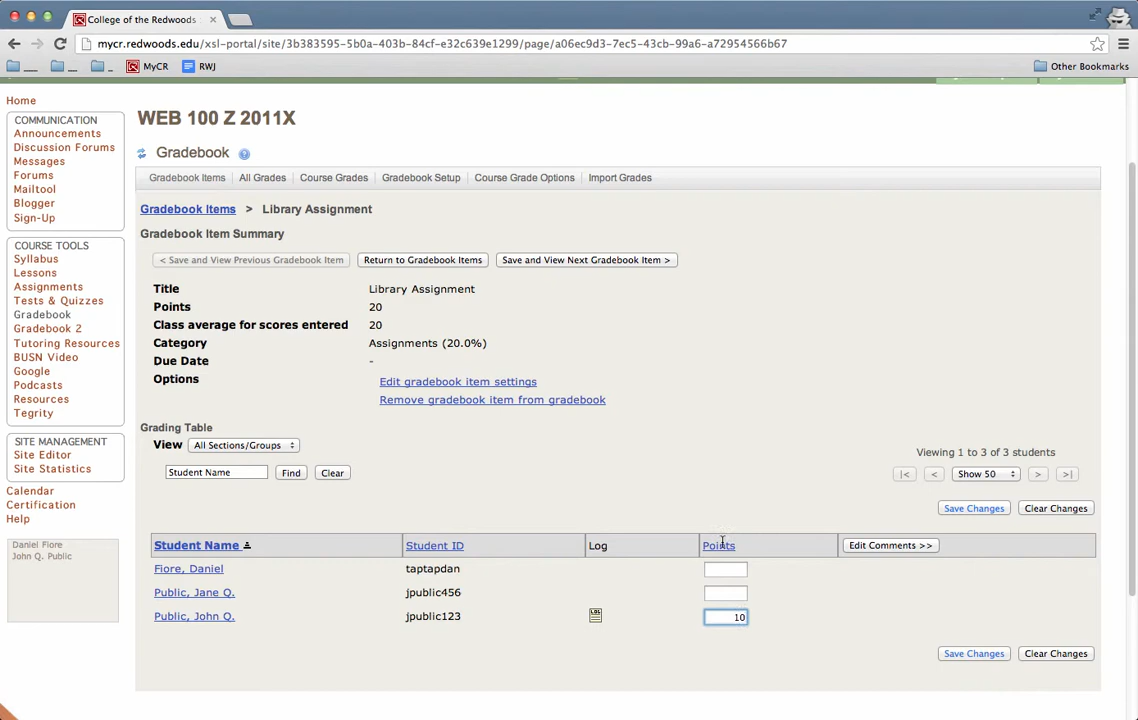 College of the Redwoods
mycr.redwoods.edu/xsl-portal/site/3b383595-5b0a-403b-84cf-e32c639e1299/page/a06ec9d3-7ec5-43cb-99a6-a72954566b67
MyCR RWJ Other Bookmarks
Home
COMMUNICATION
Announcements
Discussion Forums
Messages
Forums
Mailtool
Blogger
Sign-Up
COURSE TOOLS
Syllabus
Lessons
Assignments
Tests & Quizzes
Gradebook
Gradebook 2
Tutoring Resources
BUSN Video
Google
Podcasts
Resources
Tegrity
SITE MANAGEMENT
Site Editor
Site Statistics
Calendar
Certification
Help
Daniel Fiore
John Q. Public
WEB 100 Z 2011X
Gradebook
Gradebook Items All Grades Course Grades Gradebook Setup Course Grade Options Import Grades
Gradebook Items > Library Assignment
Gradebook Item Summary
< Save and View Previous Gradebook Item Return to Gradebook Items Save and View Next Gradebook Item >
Title Library Assignment
Points 20
Class average for scores entered 20
Category Assignments (20.0%)
Due Date -
Options Edit gradebook item settings
Remove gradebook item from gradebook
Grading Table
View All Sections/Groups
Viewing 1 to 3 of 3 students
Student Name Find Clear
|< < Show 50 > >|
Save Changes Clear Changes
Student Name Student ID Log Points Edit Comments >>
Fiore, Daniel taptapdan
Public, Jane Q. jpublic456
Public, John Q. jpublic123 LOG 10
Save Changes Clear Changes